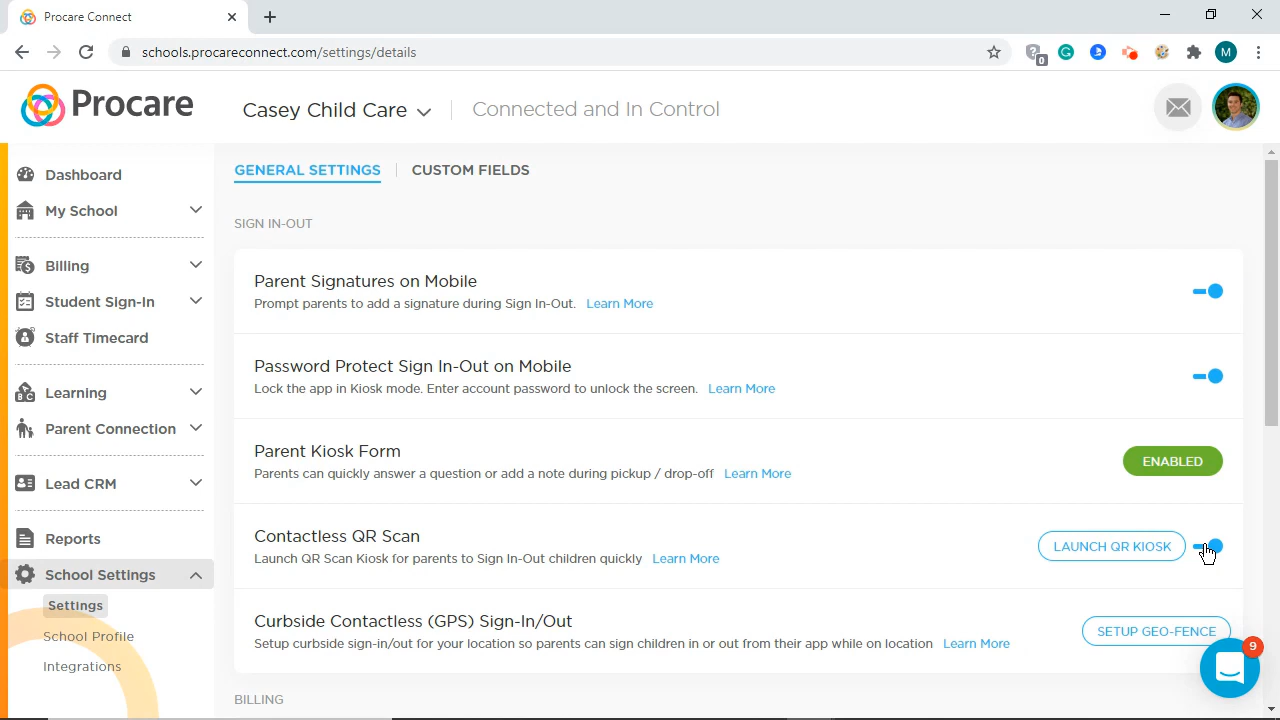 Procare Connect
schools.procareconnect.com/settings/details
0
M
Procare
Casey Child Care
Connected and In Control
Dashboard
My School
Billing
Student Sign-In
Staff Timecard
Learning
Parent Connection
Lead CRM
Reports
School Settings
Settings
School Profile
Integrations
GENERAL SETTINGS
CUSTOM FIELDS
SIGN IN-OUT
Parent Signatures on Mobile
Prompt parents to add a signature during Sign In-Out. Learn More
Password Protect Sign In-Out on Mobile
Lock the app in Kiosk mode. Enter account password to unlock the screen. Learn More
Parent Kiosk Form
Parents can quickly answer a question or add a note during pickup / drop-off Learn More
ENABLED
Contactless QR Scan
Launch QR Scan Kiosk for parents to Sign In-Out children quickly Learn More
LAUNCH QR KIOSK
Curbside Contactless (GPS) Sign-In/Out
Setup curbside sign-in/out for your location so parents can sign children in or out from their app while on location Learn More
SETUP GEO-FENCE
9
BILLING